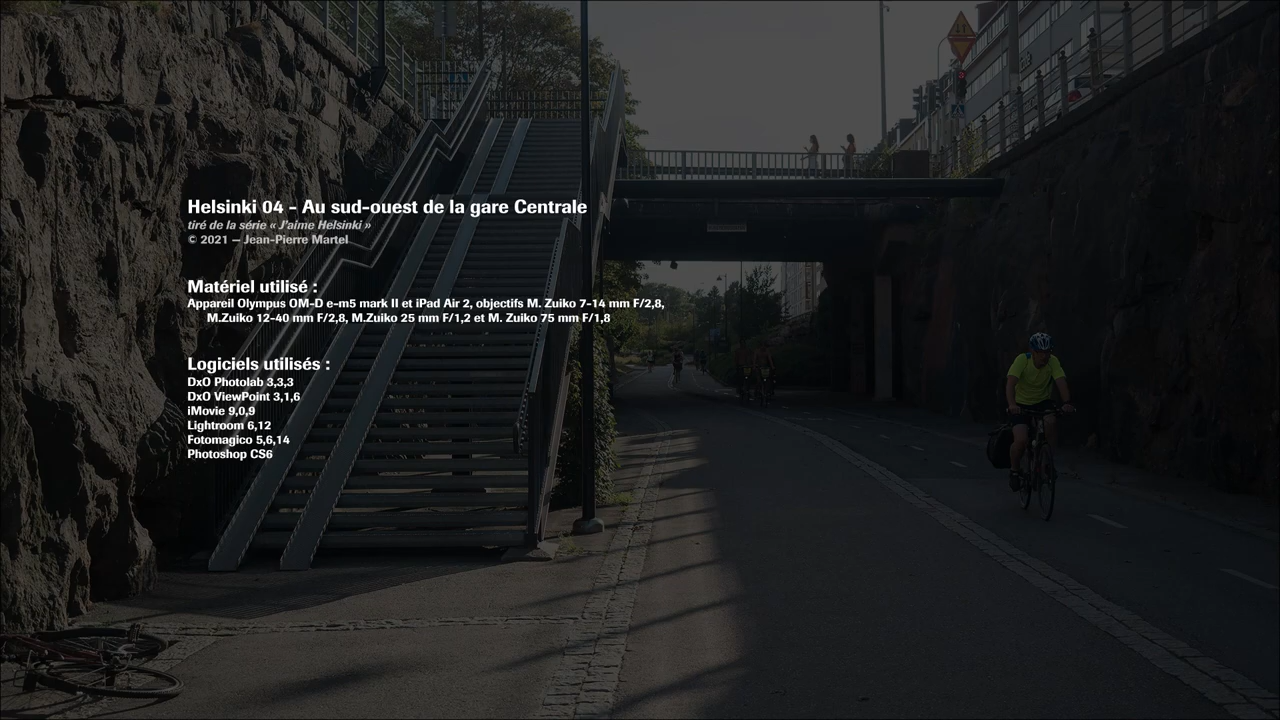 Helsinki 04 - Au sud-ouest de la gare Centrale
tiré de la série « J'aime Helsinki »
© 2021 — Jean-Pierre Martel
Matériel utilisé :
Appareil Olympus OM-D e-m5 mark II et iPad Air 2, objectifs M. Zuiko 7-14 mm F/2,8,
M.Zuiko 12-40 mm F/2,8, M.Zuiko 25 mm F/1,2 et M. Zuiko 75 mm F/1,8
Logiciels utilisés :
DxO Photolab 3,3,3
DxO ViewPoint 3,1,6
iMovie 9,0,9
Lightroom 6,12
Fotomagico 5,6,14
Photoshop CS6